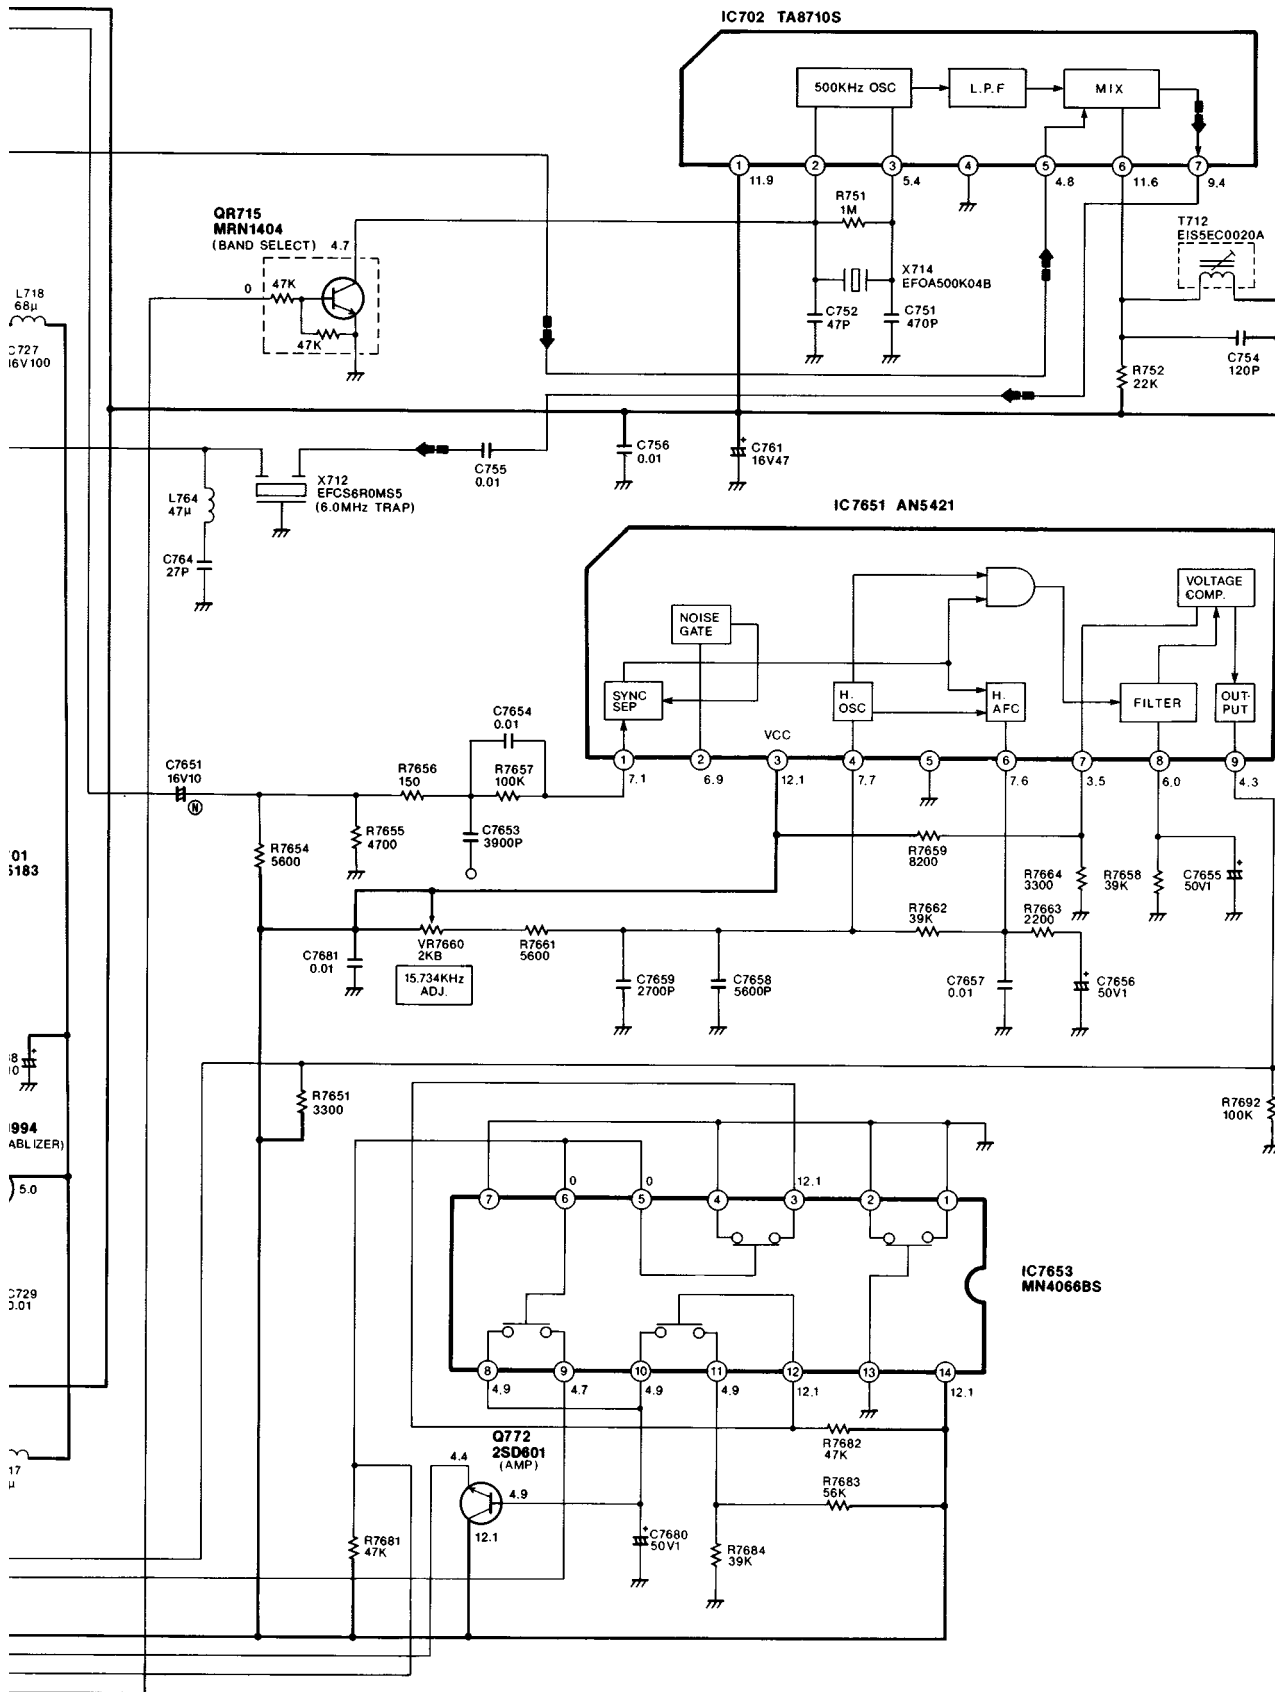 IC702 TA8710S
500KHz OSC
L.P.F
MIX
1 2 3 4 5 6 7
11.9
5.4
4.8
11.6
9.4
R751
1M
QR715
MRN1404
(BAND SELECT) 4.7
T712
EIS5EC0020A
X714
EFOA500K04B
0
47K
47K
L718
68μ
C752
47P
C751
470P
C727
16V100
C754
120P
R752
22K
C756
0.01
C761
16V47
C755
0.01
X712
EFCS6R0MS5
(6.0MHz TRAP)
L764
47μ
C764
27P
IC7651 AN5421
VOLTAGE
COMP.
NOISE
GATE
SYNC
SEP
H.
OSC
H.
AFC
FILTER
OUT-
PUT
VCC
1 2 3 4 5 6 7 8 9
7.1
6.9
12.1
7.7
7.6
3.5
6.0
4.3
C7654
0.01
C7651
16V10
N
R7656
150
R7657
100K
R7655
4700
C7653
3900P
R7654
5600
R7659
8200
R7664
3300
R7658
39K
C7655
50V1
01
5183
R7662
39K
R7663
2200
VR7660
2KB
R7661
5600
C7681
0.01
15.734KHz
ADJ.
C7659
2700P
C7658
5600P
C7657
0.01
C7656
50V1
R7651
3300
R7692
100K
994
ABLIZER)
5.0
7 6 5 4 3 2 1
0
0
12.1
IC7653
MN4066BS
C729
0.01
8 9 10 11 12 13 14
4.9
4.7
4.9
4.9
12.1
12.1
Q772
2SD601
(AMP)
4.4
4.9
12.1
R7682
47K
R7683
56K
17
μ
R7681
47K
C7680
50V1
R7684
39K